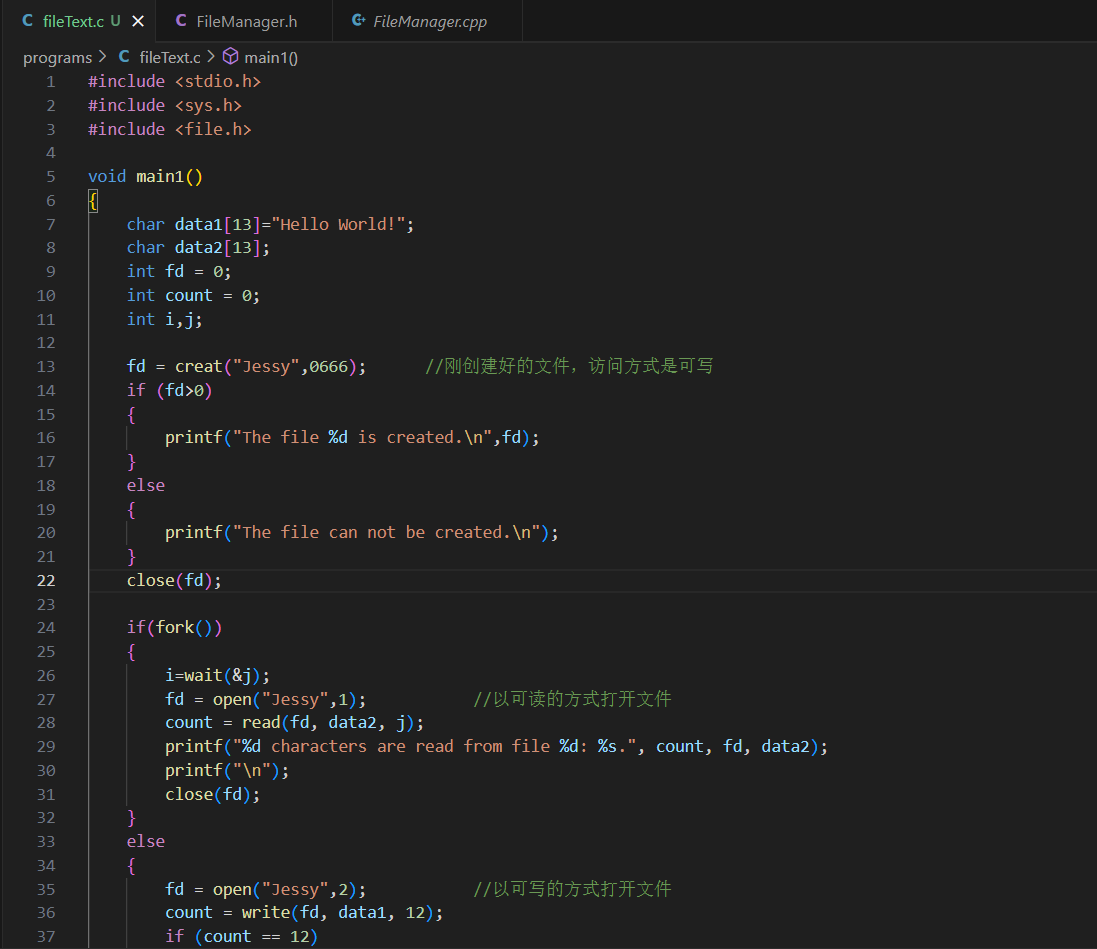 fileText.c U
FileManager.h
FileManager.cpp
programs > C fileText.c > main1()
1 #include <stdio.h>
2 #include <sys.h>
3 #include <file.h>
4
5 void main1()
6 {
7     char data1[13]="Hello World!";
8     char data2[13];
9     int fd = 0;
10     int count = 0;
11     int i,j;
12
13     fd = creat("Jessy",0666);      //刚创建好的文件，访问方式是可写
14     if (fd>0)
15     {
16         printf("The file %d is created.\n",fd);
17     }
18     else
19     {
20         printf("The file can not be created.\n");
21     }
22     close(fd);
23
24     if(fork())
25     {
26         i=wait(&j);
27         fd = open("Jessy",1);           //以可读的方式打开文件
28         count = read(fd, data2, j);
29         printf("%d characters are read from file %d: %s.", count, fd, data2);
30         printf("\n");
31         close(fd);
32     }
33     else
34     {
35         fd = open("Jessy",2);           //以可写的方式打开文件
36         count = write(fd, data1, 12);
37         if (count == 12)